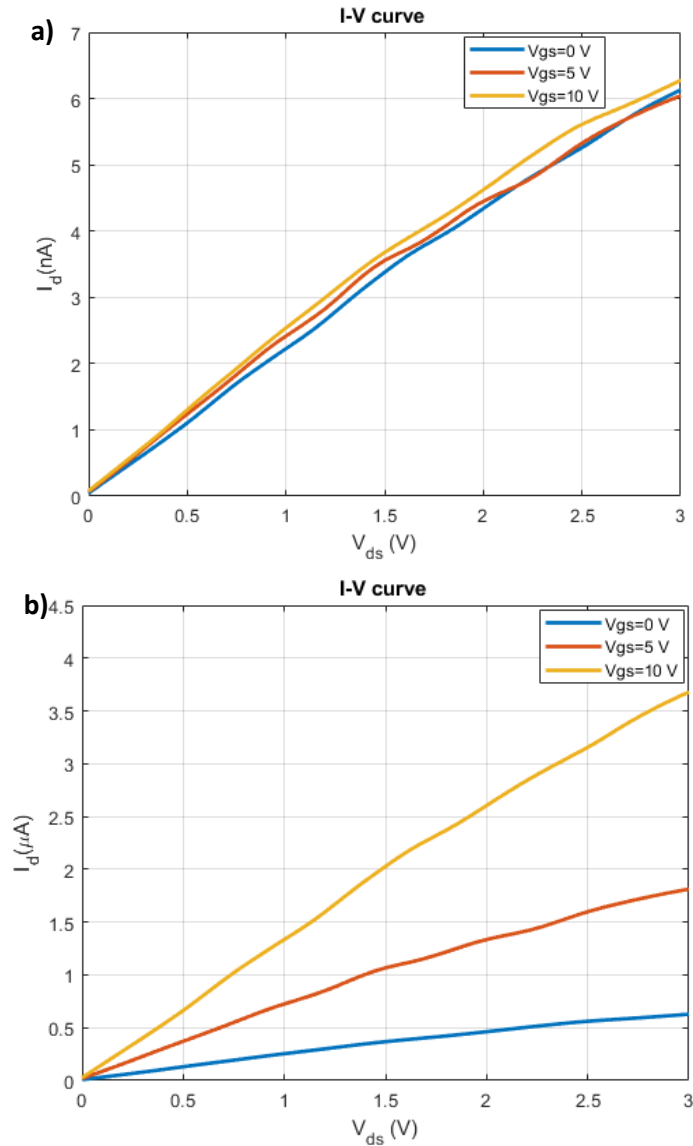 a)
I-V curve
Vgs=0 V
Vgs=5 V
Vgs=10 V
7
6
5
4
3
2
1
0
I_d(nA)
0 0.5 1 1.5 2 2.5 3
V_ds (V)
b)
I-V curve
Vgs=0 V
Vgs=5 V
Vgs=10 V
4.5
4
3.5
3
2.5
2
1.5
1
0.5
0
I_d(μA)
0 0.5 1 1.5 2 2.5 3
V_ds (V)